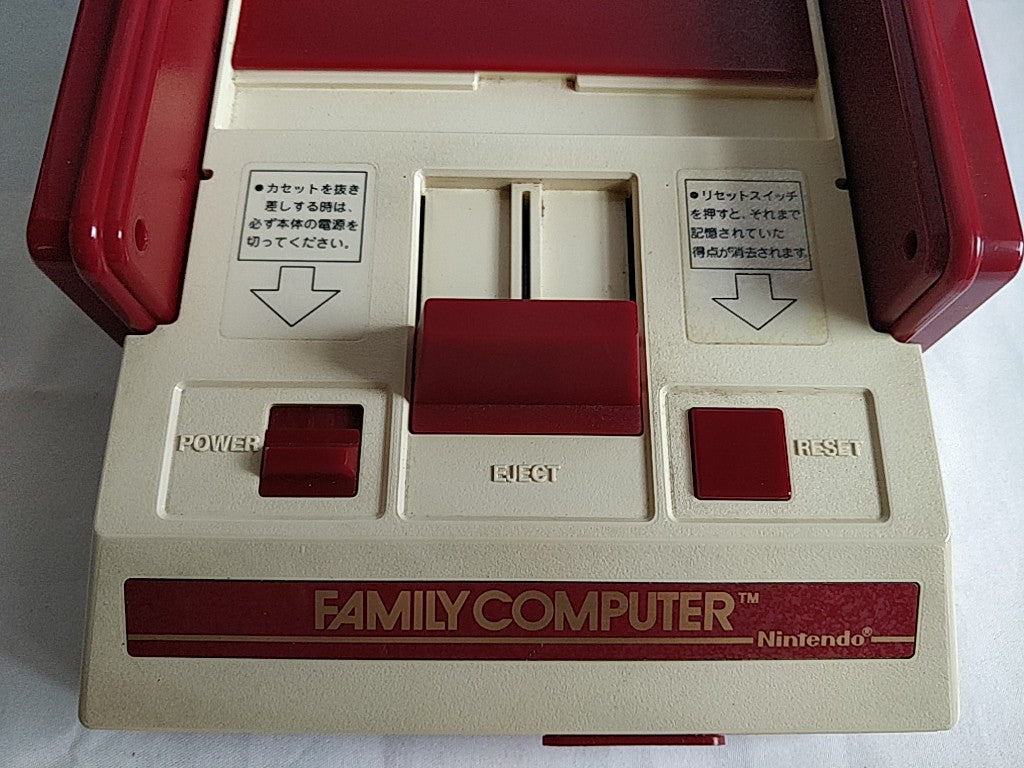 ●カセットを抜き
差しする時は、
必ず本体の電源を
切ってください。
●リセットスイッチ
を押すと、それまで
記憶されていた
得点が消去されます
POWER
EJECT
RESET
FAMILY COMPUTER™
Nintendo®